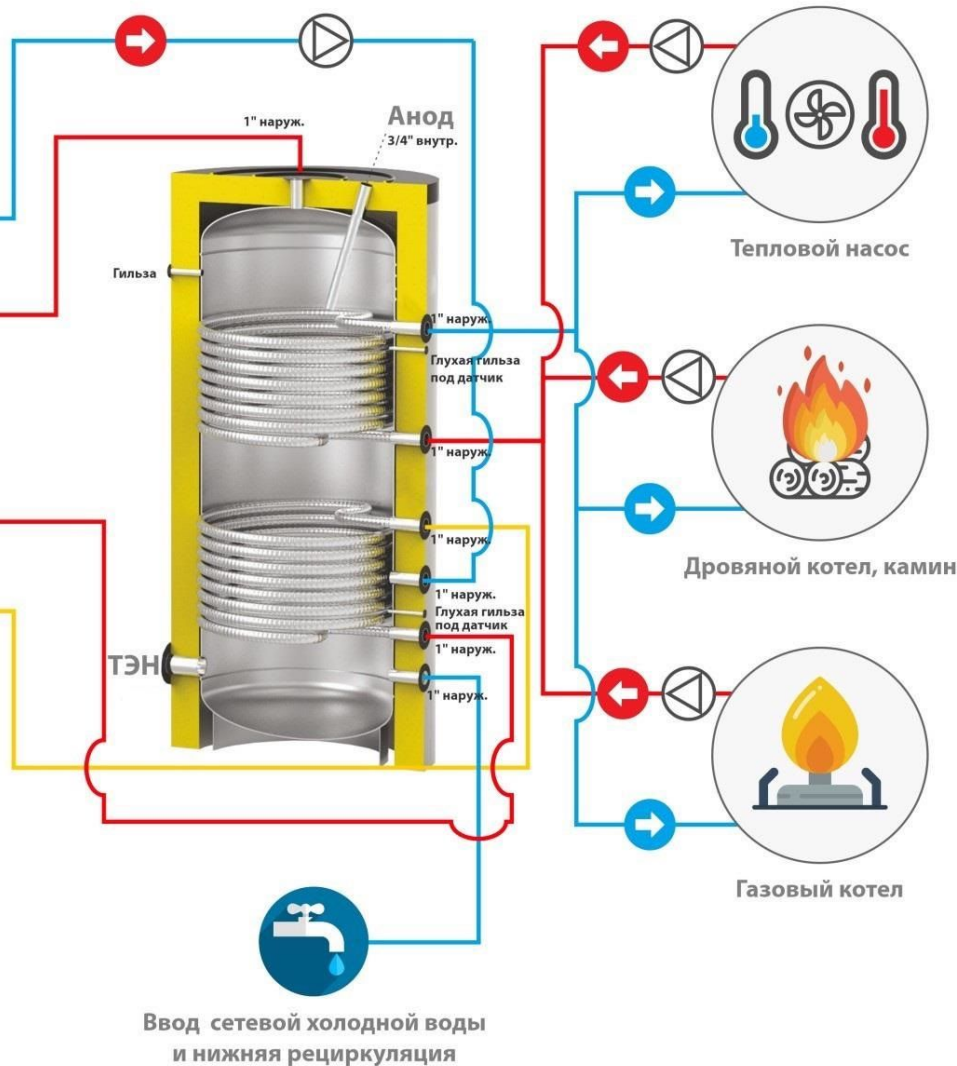 1" наруж.
Анод
3/4" внутр.
Тепловой насос
Гильза
1" наруж.
Глухая гильза
под датчик
1" наруж.
1" наруж.
Дровяной котел, камин
1" наруж.
Глухая гильза
под датчик
1" наруж.
ТЭН
1" наруж.
Газовый котел
Ввод сетевой холодной воды
и нижняя рециркуляция